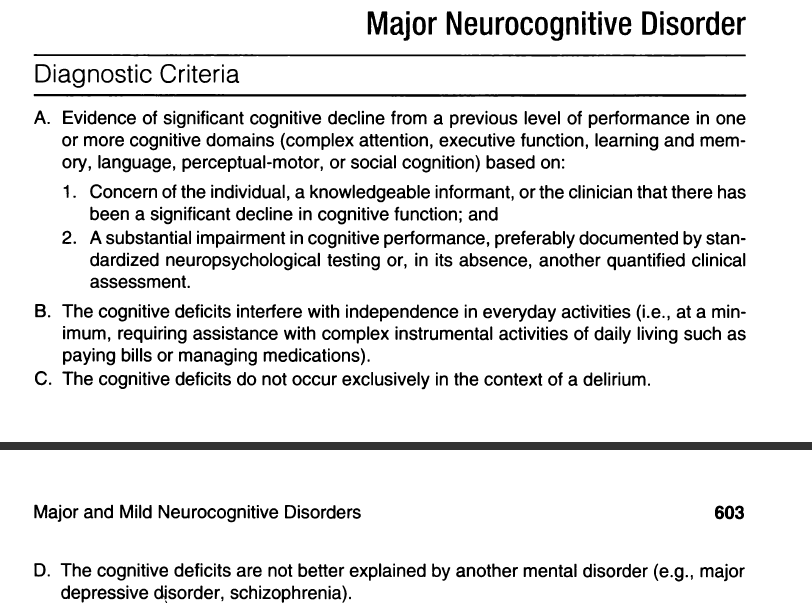 Major Neurocognitive Disorder
Diagnostic Criteria
A. Evidence of significant cognitive decline from a previous level of performance in one
or more cognitive domains (complex attention, executive function, learning and mem-
ory, language, perceptual-motor, or social cognition) based on:
1. Concern of the individual, a knowledgeable informant, or the clinician that there has
been a significant decline in cognitive function; and
2. A substantial impairment in cognitive performance, preferably documented by stan-
dardized neuropsychological testing or, in its absence, another quantified clinical
assessment.
B. The cognitive deficits interfere with independence in everyday activities (i.e., at a min-
imum, requiring assistance with complex instrumental activities of daily living such as
paying bills or managing medications).
C. The cognitive deficits do not occur exclusively in the context of a delirium.
Major and Mild Neurocognitive Disorders 603
D. The cognitive deficits are not better explained by another mental disorder (e.g., major
depressive disorder, schizophrenia).